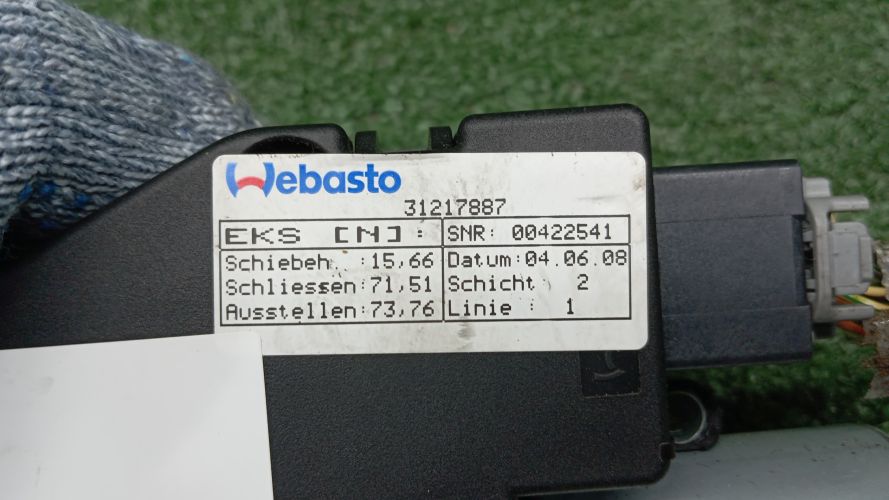 Webasto
31217887
EKS [N]: SNR: 00422541
Schiebeh. :15,66 Datum:04.06.08
Schliessen:71,51 Schicht: 2
Ausstellen:73,76 Linie : 1